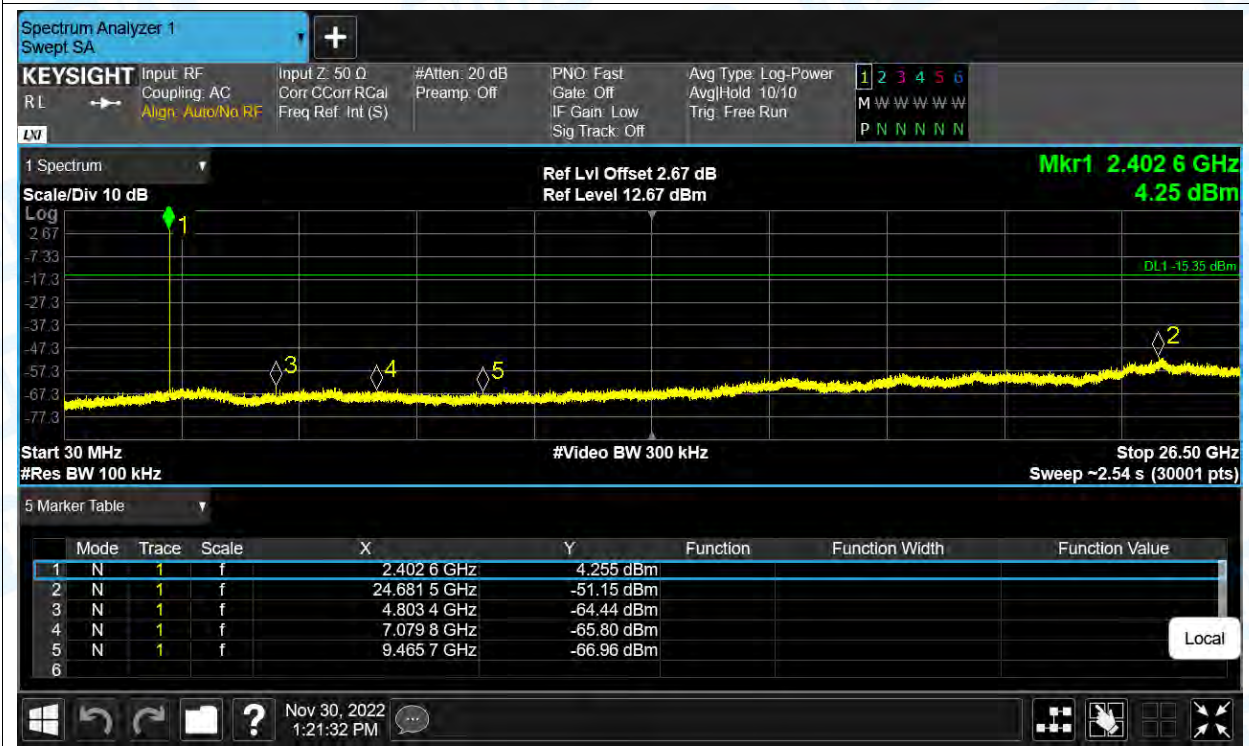 Spectrum Analyzer 1
Swept SA
+
KEYSIGHT Input: RF Input Z: 50 Ω #Atten: 20 dB PNO: Fast Avg Type: Log-Power 1 2 3 4 5 6
RL Coupling: AC Corr CCorr RCal Preamp: Off Gate: Off Avg|Hold: 10/10 M W W W W W
Align: Auto/No RF Freq Ref: Int (S) IF Gain: Low Trig: Free Run
LXI Sig Track: Off P N N N N N
1 Spectrum Ref Lvl Offset 2.67 dB Mkr1 2.402 6 GHz
Scale/Div 10 dB Ref Level 12.67 dBm 4.25 dBm
Log
1
2.67
-7.33
DL1 -15.35 dBm
-17.3
-27.3
-37.3
2
-47.3
3 4 5
-57.3
-67.3
-77.3
Start 30 MHz #Video BW 300 kHz Stop 26.50 GHz
#Res BW 100 kHz Sweep ~2.54 s (30001 pts)
5 Marker Table
Mode Trace Scale X Y Function Function Width Function Value
1 N 1 f 2.402 6 GHz 4.255 dBm
2 N 1 f 24.681 5 GHz -51.15 dBm
3 N 1 f 4.803 4 GHz -64.44 dBm
4 N 1 f 7.079 8 GHz -65.80 dBm
5 N 1 f 9.465 7 GHz -66.96 dBm
6
Local
? Nov 30, 2022
1:21:32 PM